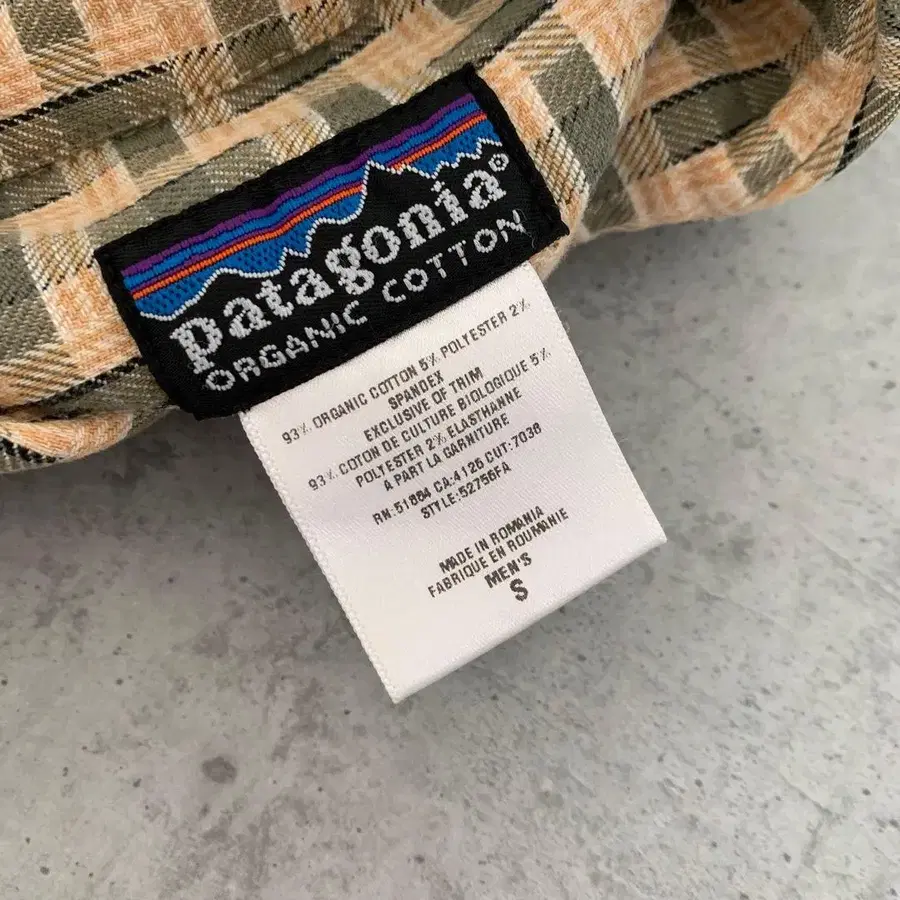 patagonia®
ORGANIC COTTON
93% ORGANIC COTTON 5% POLYESTER 2%
SPANDEX
EXCLUSIVE OF TRIM
93% COTON DE CULTURE BIOLOGIQUE 5%
POLYESTER 2% ELASTHANNE
A PART LA GARNITURE
RN:51884 CA:4125 CUT:7036
STYLE:52756FA
MADE IN ROMANIA
FABRIQUE EN ROUMANIE
MEN'S
S